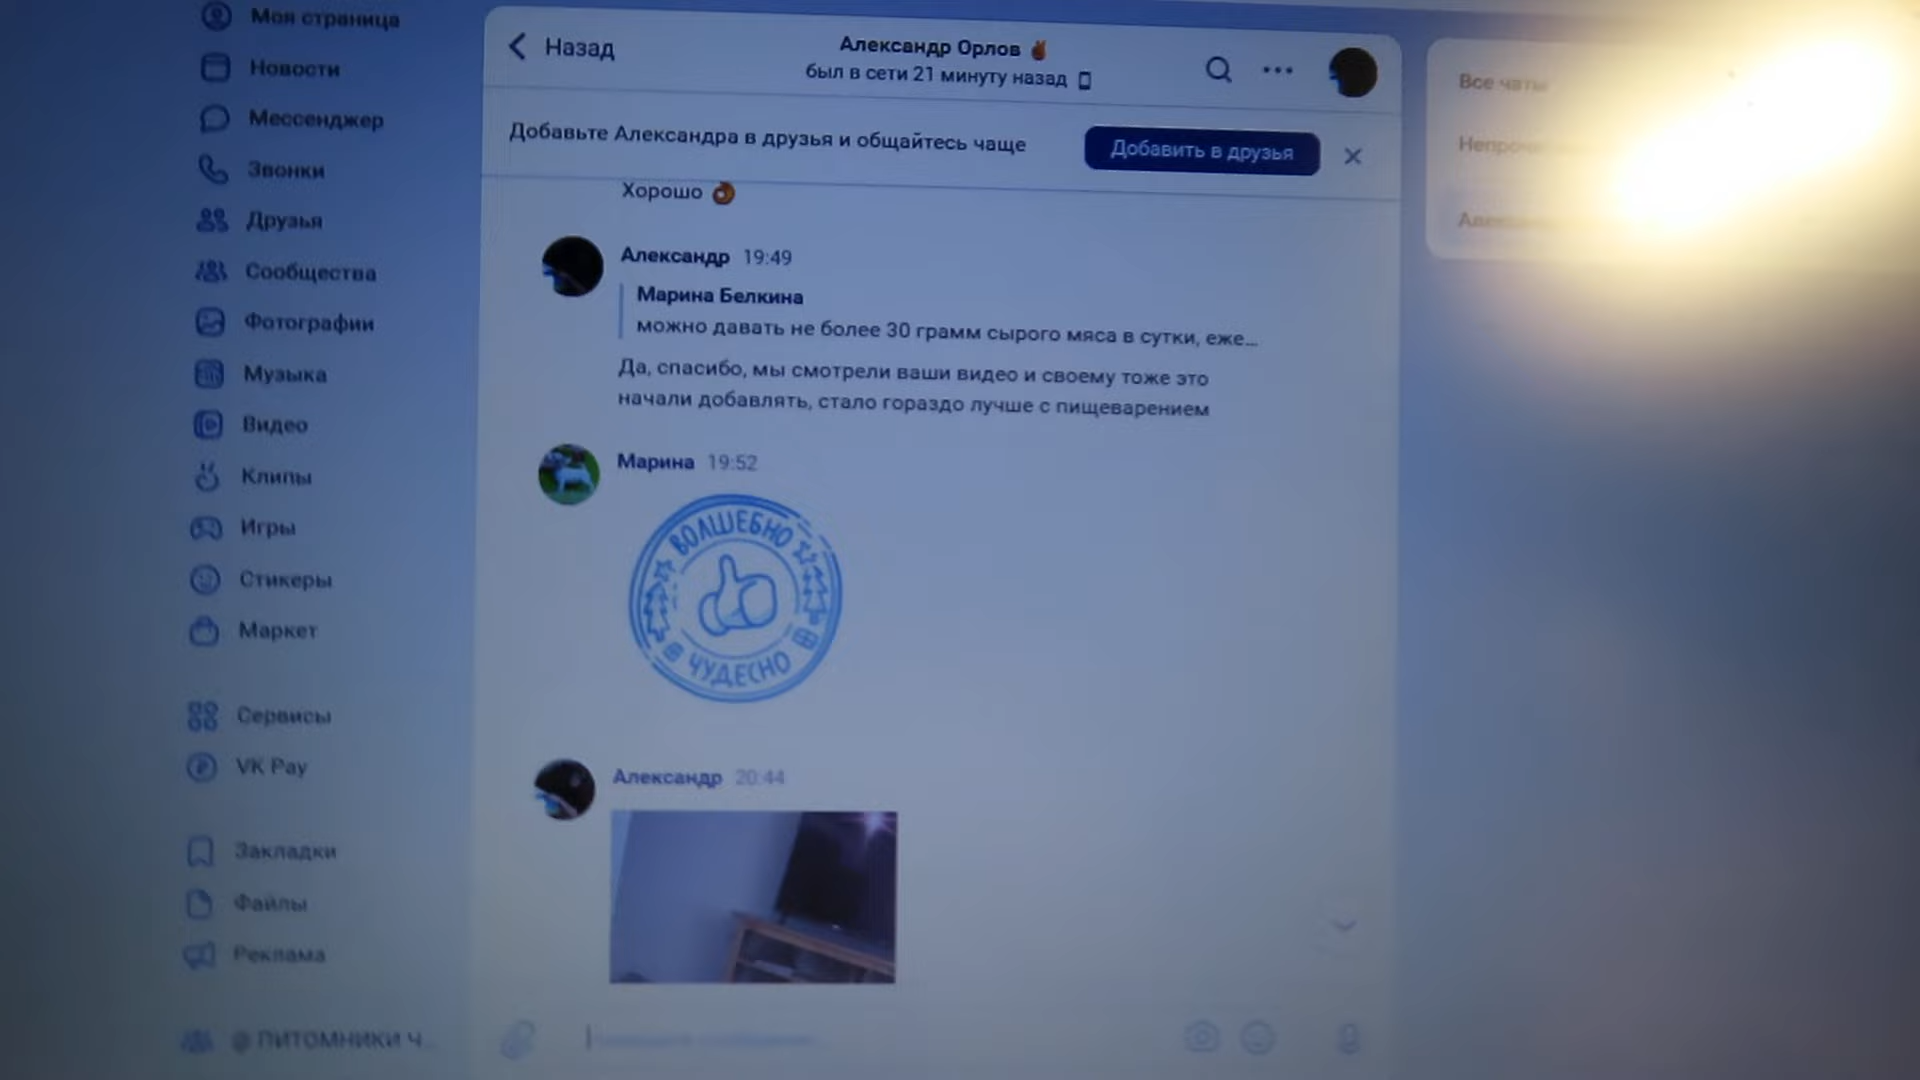 Моя страница
Новости
Мессенджер
Звонки
Друзья
Сообщества
Фотографии
Музыка
Видео
Клипы
Игры
Стикеры
Маркет
Сервисы
VK Pay
Закладки
Файлы
Реклама
@ ПИТОМНИКИ Ч...
Назад
Александр Орлов
был в сети 21 минуту назад
Добавьте Александра в друзья и общайтесь чаще
Добавить в друзья
Хорошо
Александр 19:49
Марина Белкина
можно давать не более 30 грамм сырого мяса в сутки, еже...
Да, спасибо, мы смотрели ваши видео и своему тоже это
начали добавлять, стало гораздо лучше с пищеварением
Марина 19:52
ВОЛШЕБНО
ЧУДЕСНО
Александр 20:44
Все чаты